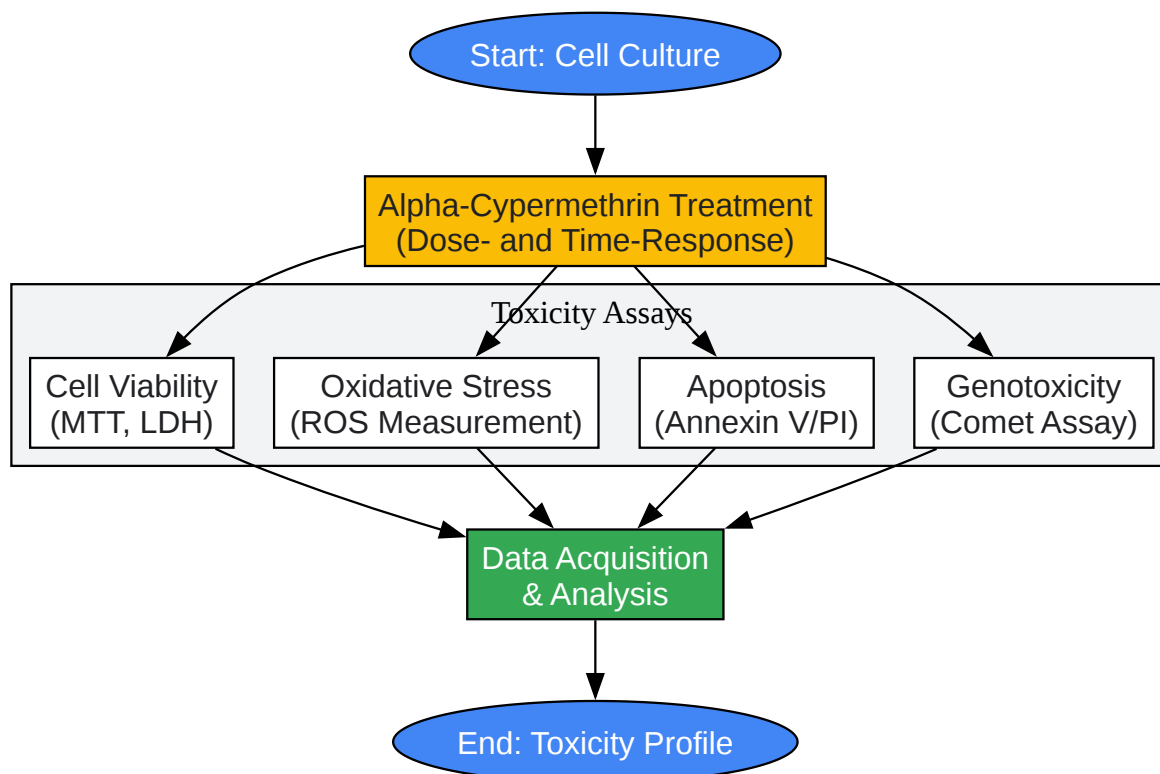 Start: Cell Culture
Alpha-Cypermethrin Treatment
(Dose- and Time-Response)
Toxicity Assays
Cell Viability
(MTT, LDH)
Oxidative Stress
(ROS Measurement)
Apoptosis
(Annexin V/PI)
Genotoxicity
(Comet Assay)
Data Acquisition
& Analysis
End: Toxicity Profile